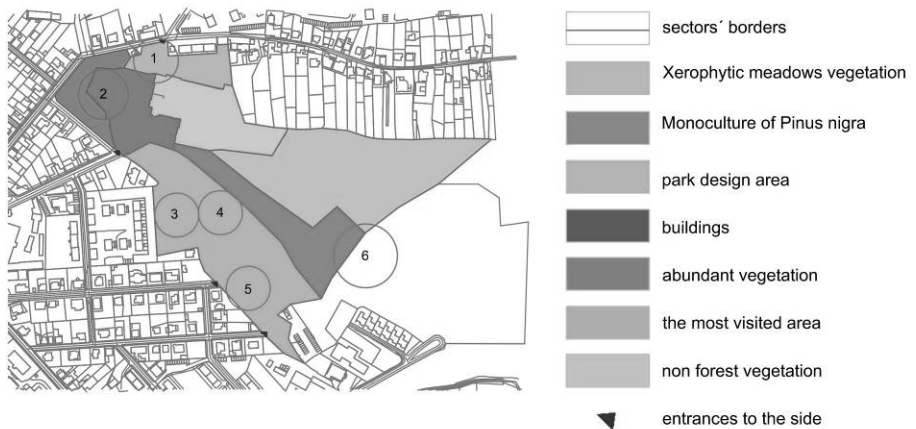 1
2
3
4
5
6
sectors´ borders
Xerophytic meadows vegetation
Monoculture of Pinus nigra
park design area
buildings
abundant vegetation
the most visited area
non forest vegetation
entrances to the side